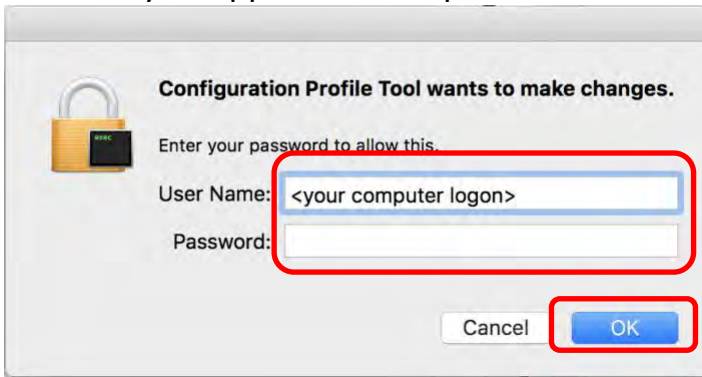 Configuration Profile Tool wants to make changes.
exec
Enter your password to allow this.
User Name: <your computer logon>
Password:
Cancel OK